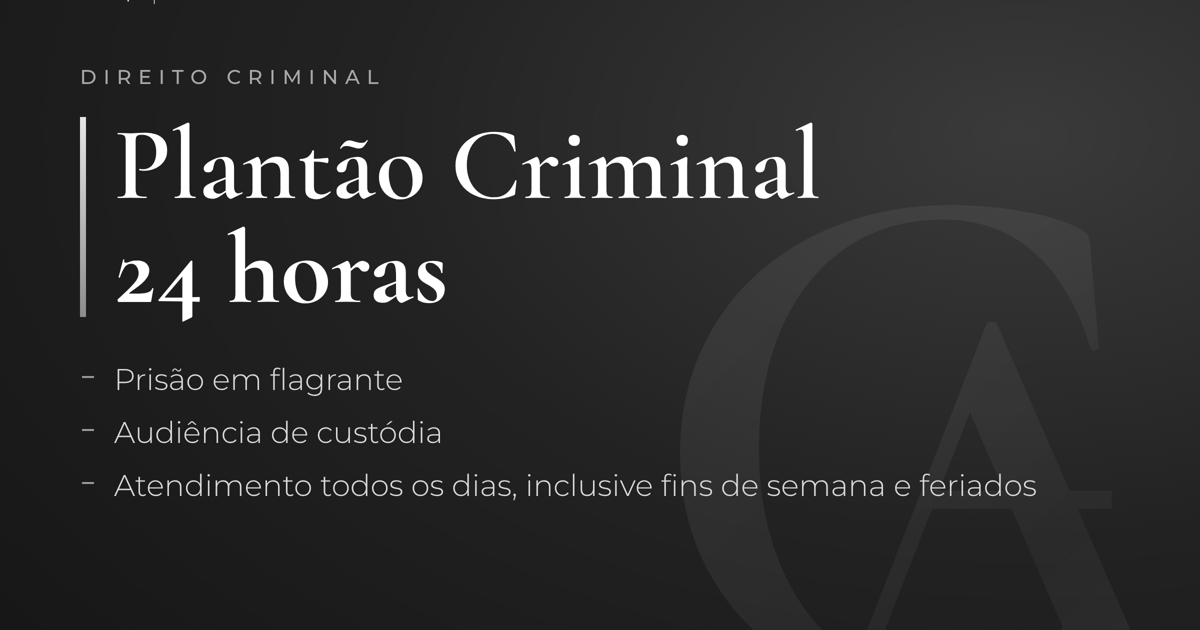 DIREITO CRIMINAL
Plantão Criminal
24 horas
– Prisão em flagrante
– Audiência de custódia
– Atendimento todos os dias, inclusive fins de semana e feriados
CA